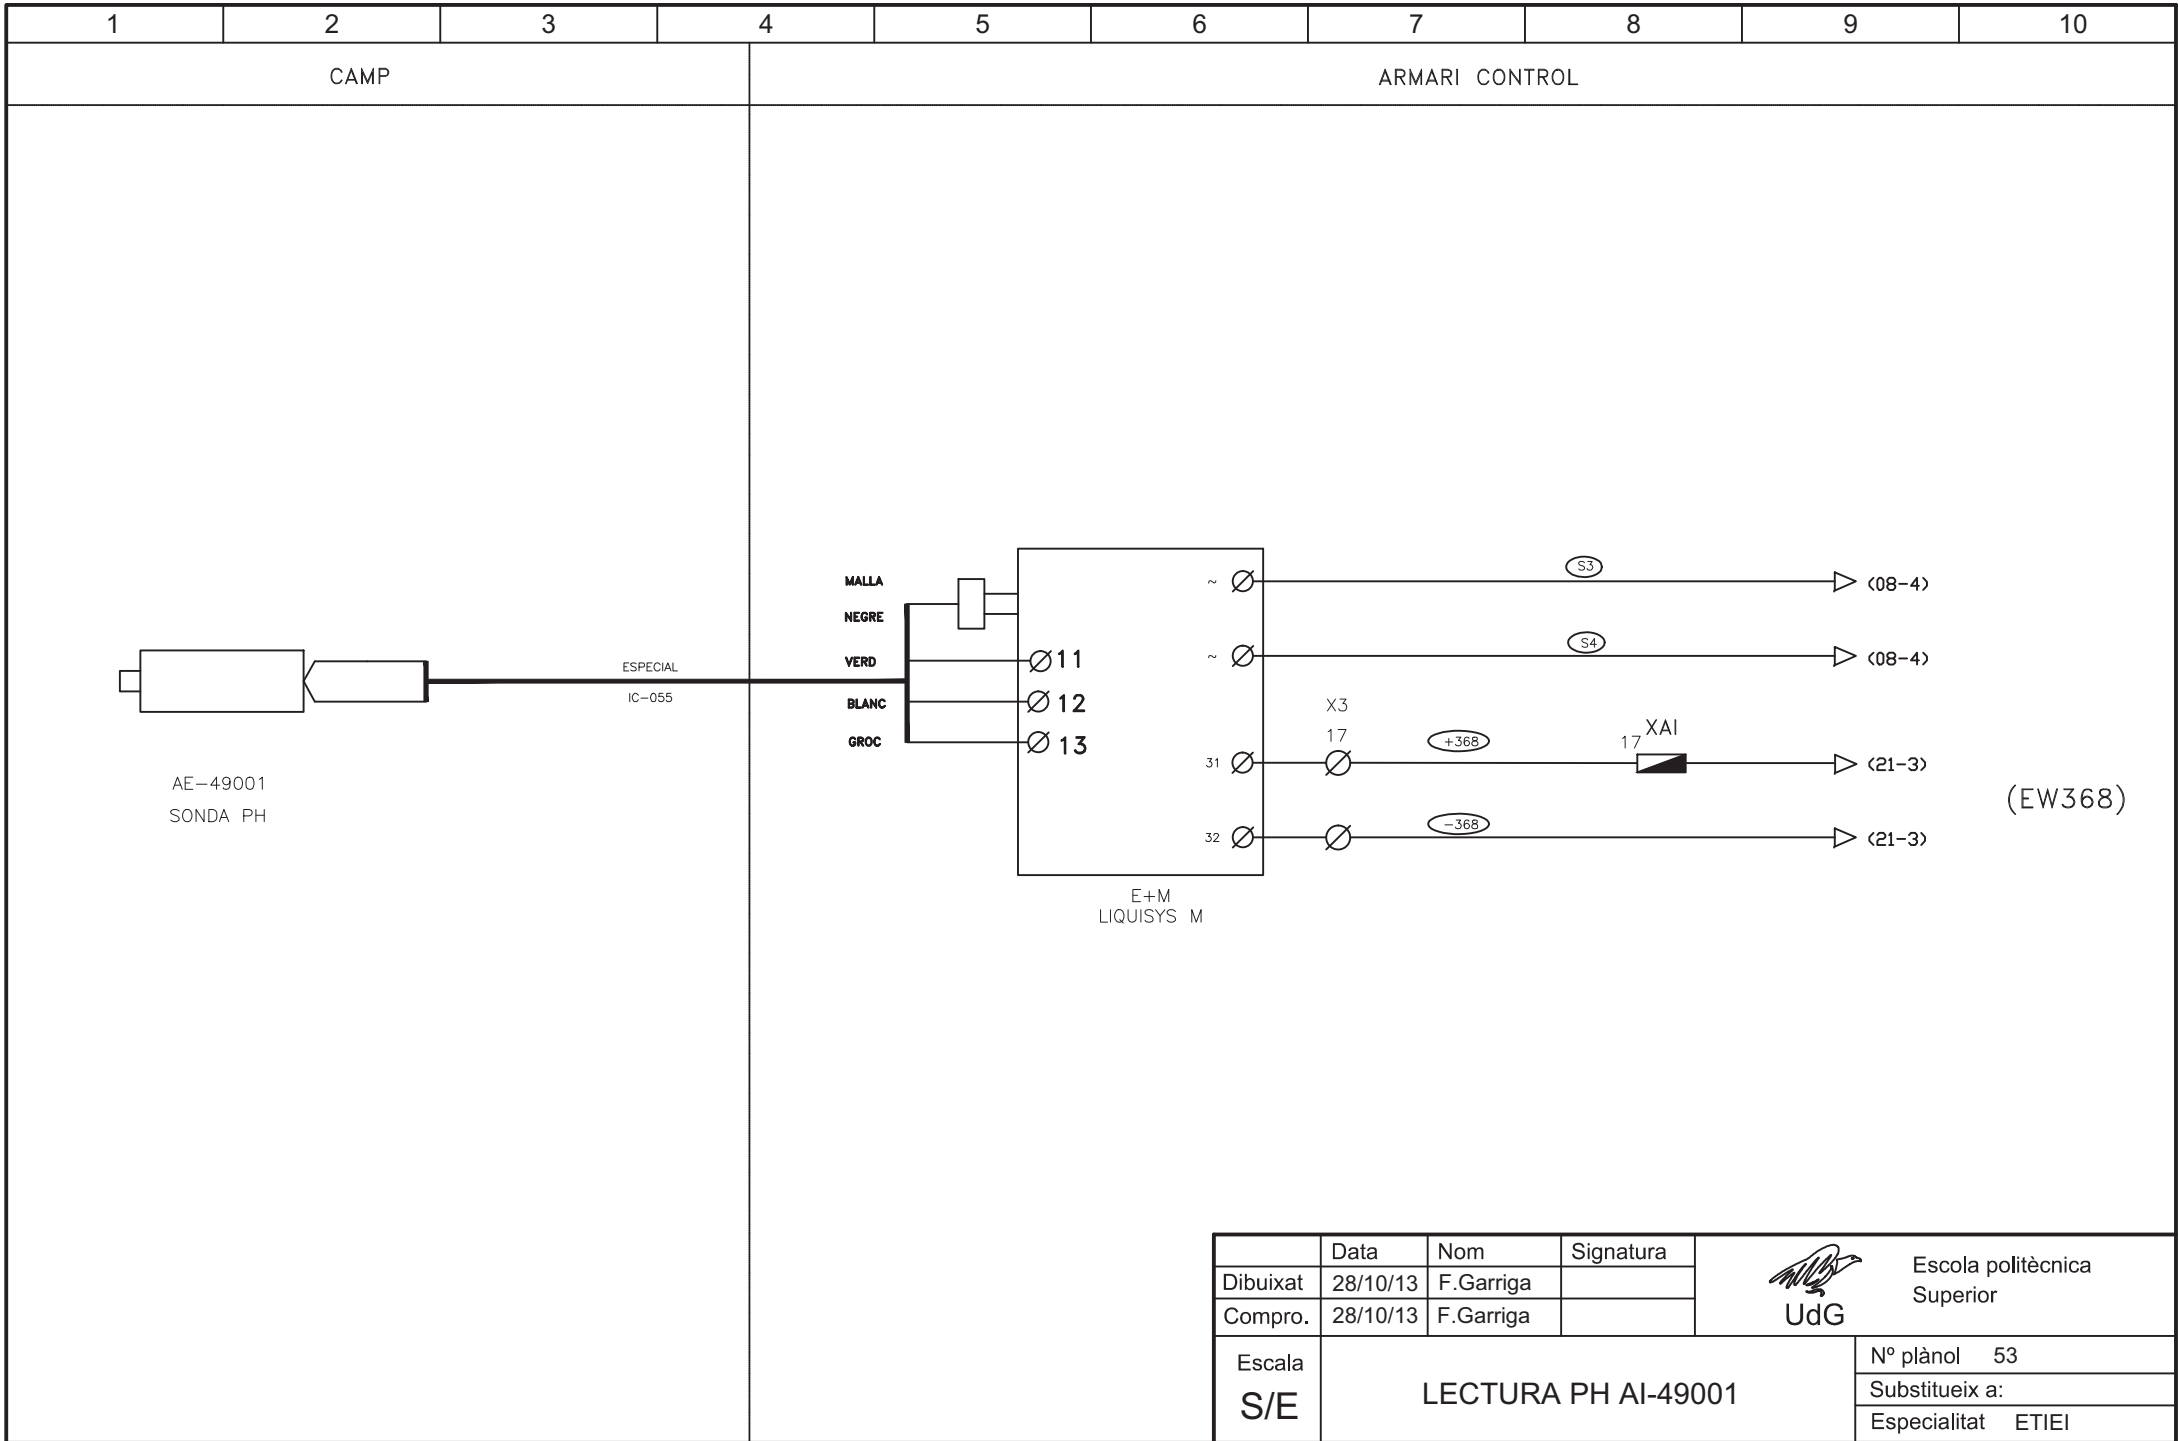 1 2 3 4 5 6 7 8 9 10
CAMP ARMARI CONTROL
MALLA
NEGRE
VERD
BLANC
GROC
ESPECIAL
IC-055
AE-49001
SONDA PH
11
12
13
~
~
31
32
E+M
LIQUISYS M
S3
(08-4)
S4
(08-4)
X3
17
+368
17 XAI
(21-3)
-368
(21-3)
(EW368)
Data Nom Signatura
Dibuixat 28/10/13 F.Garriga
Compro. 28/10/13 F.Garriga
UdG
Escola politècnica
Superior
Escala
S/E
LECTURA PH AI-49001
Nº plànol 53
Substitueix a:
Especialitat ETIEI